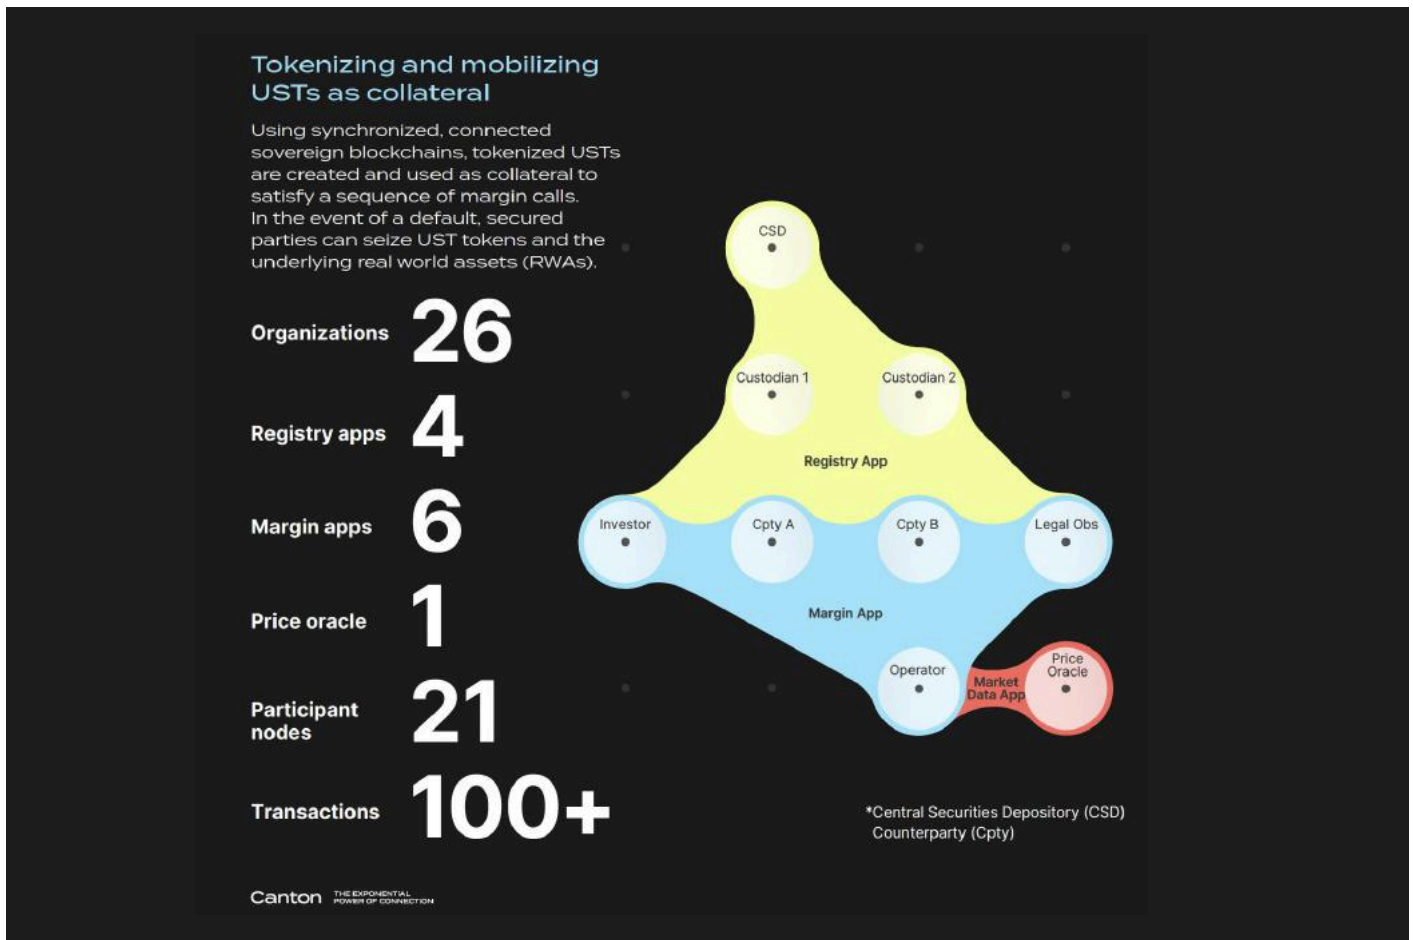 Tokenizing and mobilizing
USTs as collateral
Using synchronized, connected
sovereign blockchains, tokenized USTs
are created and used as collateral to
satisfy a sequence of margin calls.
In the event of a default, secured
parties can seize UST tokens and the
underlying real world assets (RWAs).
Organizations 26
Registry apps 4
Margin apps 6
Price oracle 1
Participant
nodes 21
Transactions 100+
CSD
Custodian 1
Custodian 2
Registry App
Investor
Cpty A
Cpty B
Legal Obs
Margin App
Operator
Market
Data App
Price
Oracle
*Central Securities Depository (CSD)
Counterparty (Cpty)
Canton
THE EXPONENTIAL
POWER OF CONNECTION